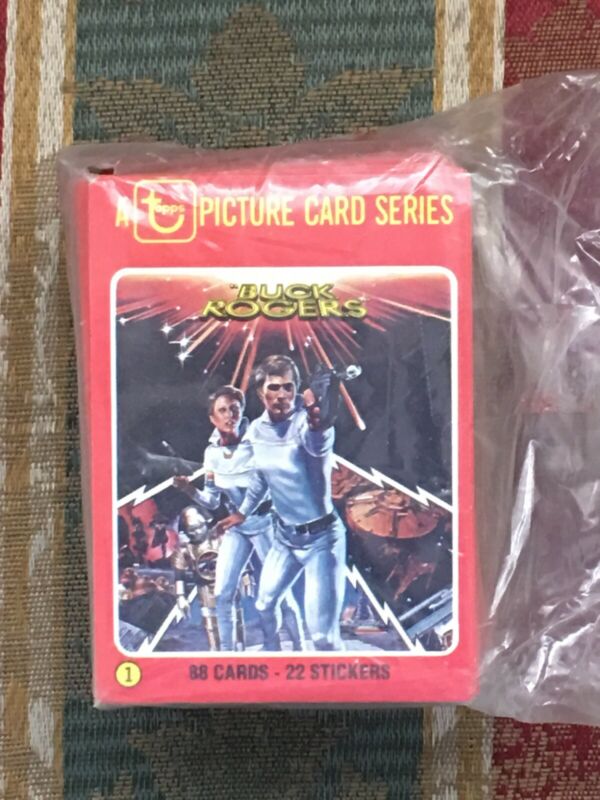 A topps PICTURE CARD SERIES
BUCK
ROGERS
1
88 CARDS - 22 STICKERS